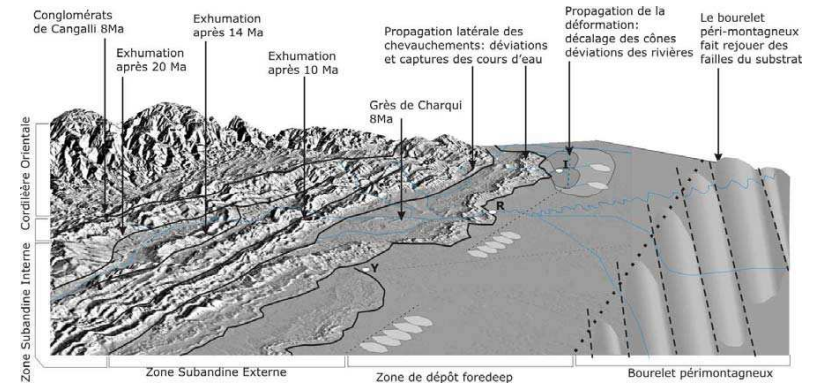 Conglomérats
de Cangalli 8Ma
Exhumation
après 20 Ma
Exhumation
après 14 Ma
Exhumation
après 10 Ma
Grès de Charqui
8Ma
Propagation latérale des
chevauchements: déviations
et captures des cours d'eau
Propagation de la
déformation:
décalage des cônes
déviations des rivières
Le bourelet
péri-montagneux
fait rejouer des
failles du substrat
Cordilèère Orientale
Zone Subandine Interne
I
R
Y
Zone Subandine Externe
Zone de dépôt foredeep
Bourelet périmontagneux